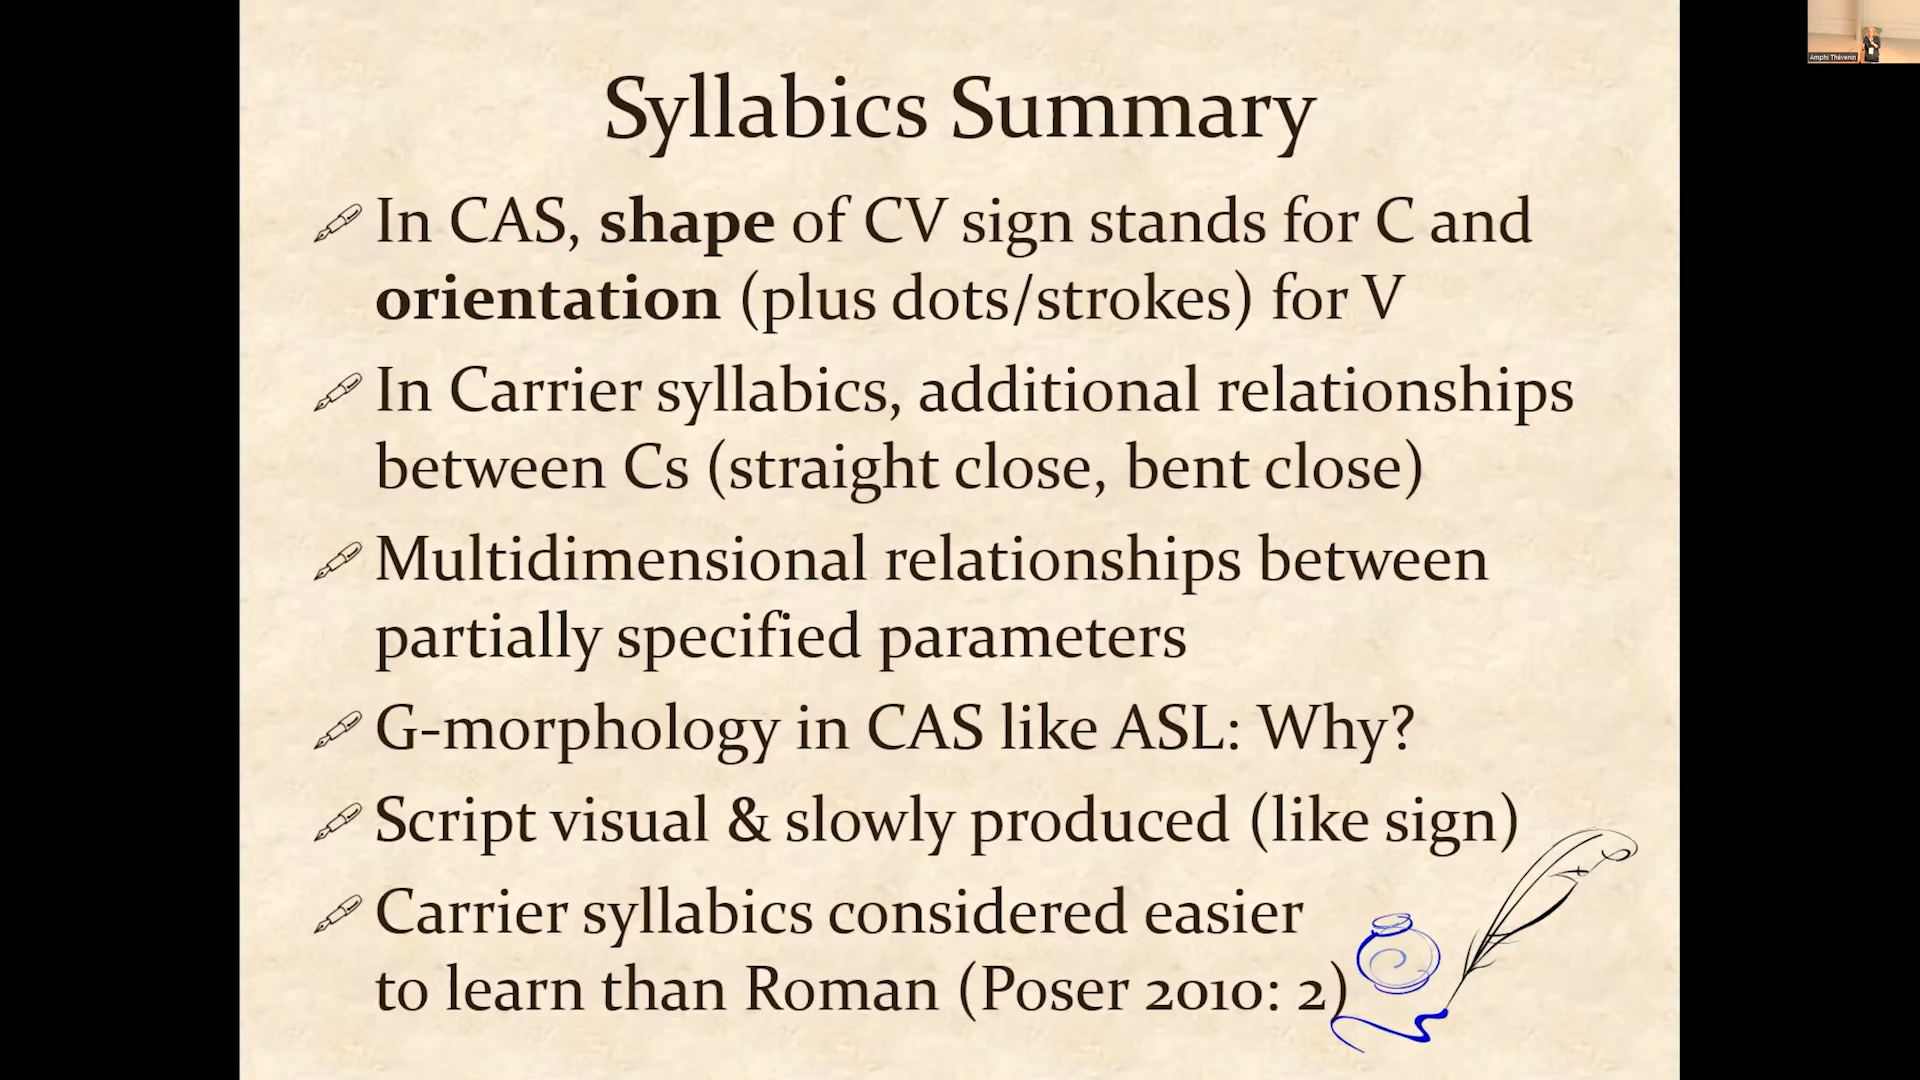 Syllabics Summary
In CAS, shape of CV sign stands for C and
orientation (plus dots/strokes) for V
In Carrier syllabics, additional relationships
between Cs (straight close, bent close)
Multidimensional relationships between
partially specified parameters
G-morphology in CAS like ASL: Why?
Script visual & slowly produced (like sign)
Carrier syllabics considered easier
to learn than Roman (Poser 2010: 2)
Amphi Thévenin